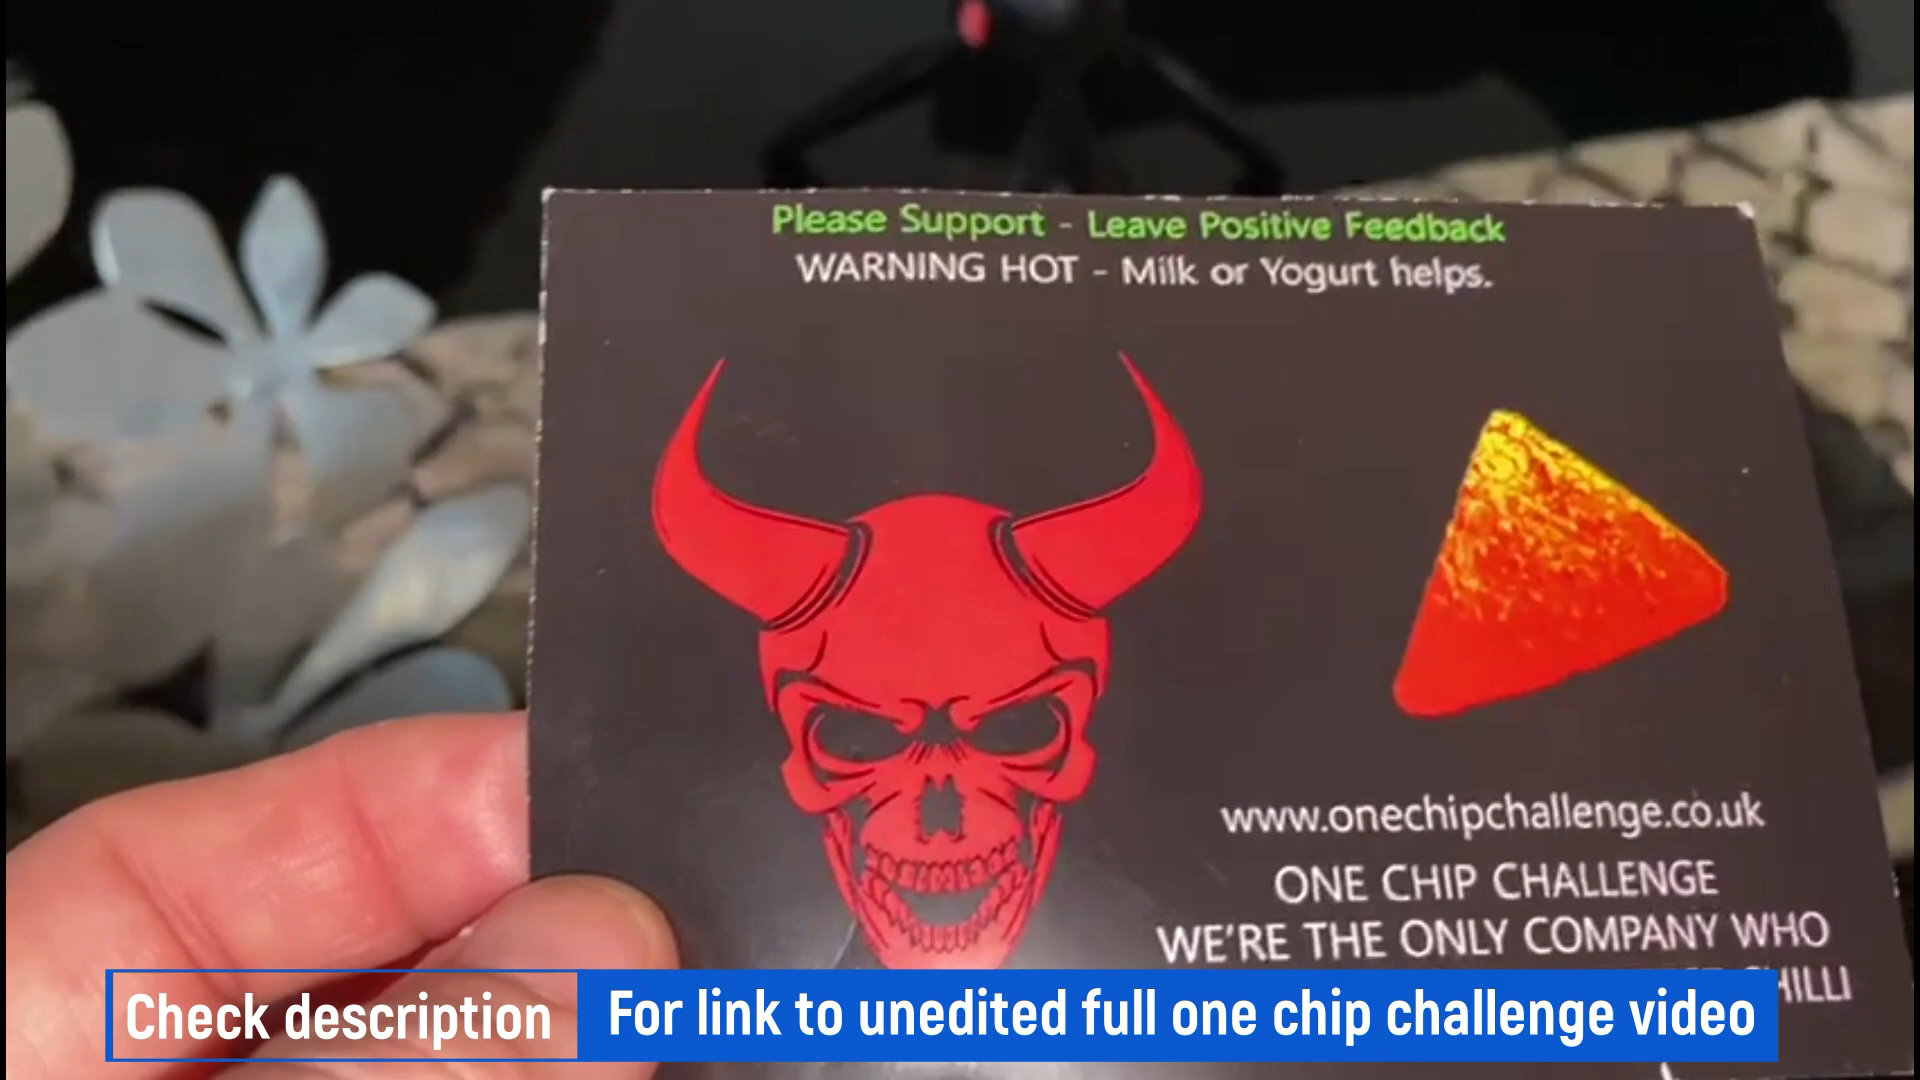 Please Support - Leave Positive Feedback
WARNING HOT - Milk or Yogurt helps.
www.onechipchallenge.co.uk
ONE CHIP CHALLENGE
WE'RE THE ONLY COMPANY WHO
CHILLI
Check description
For link to unedited full one chip challenge video